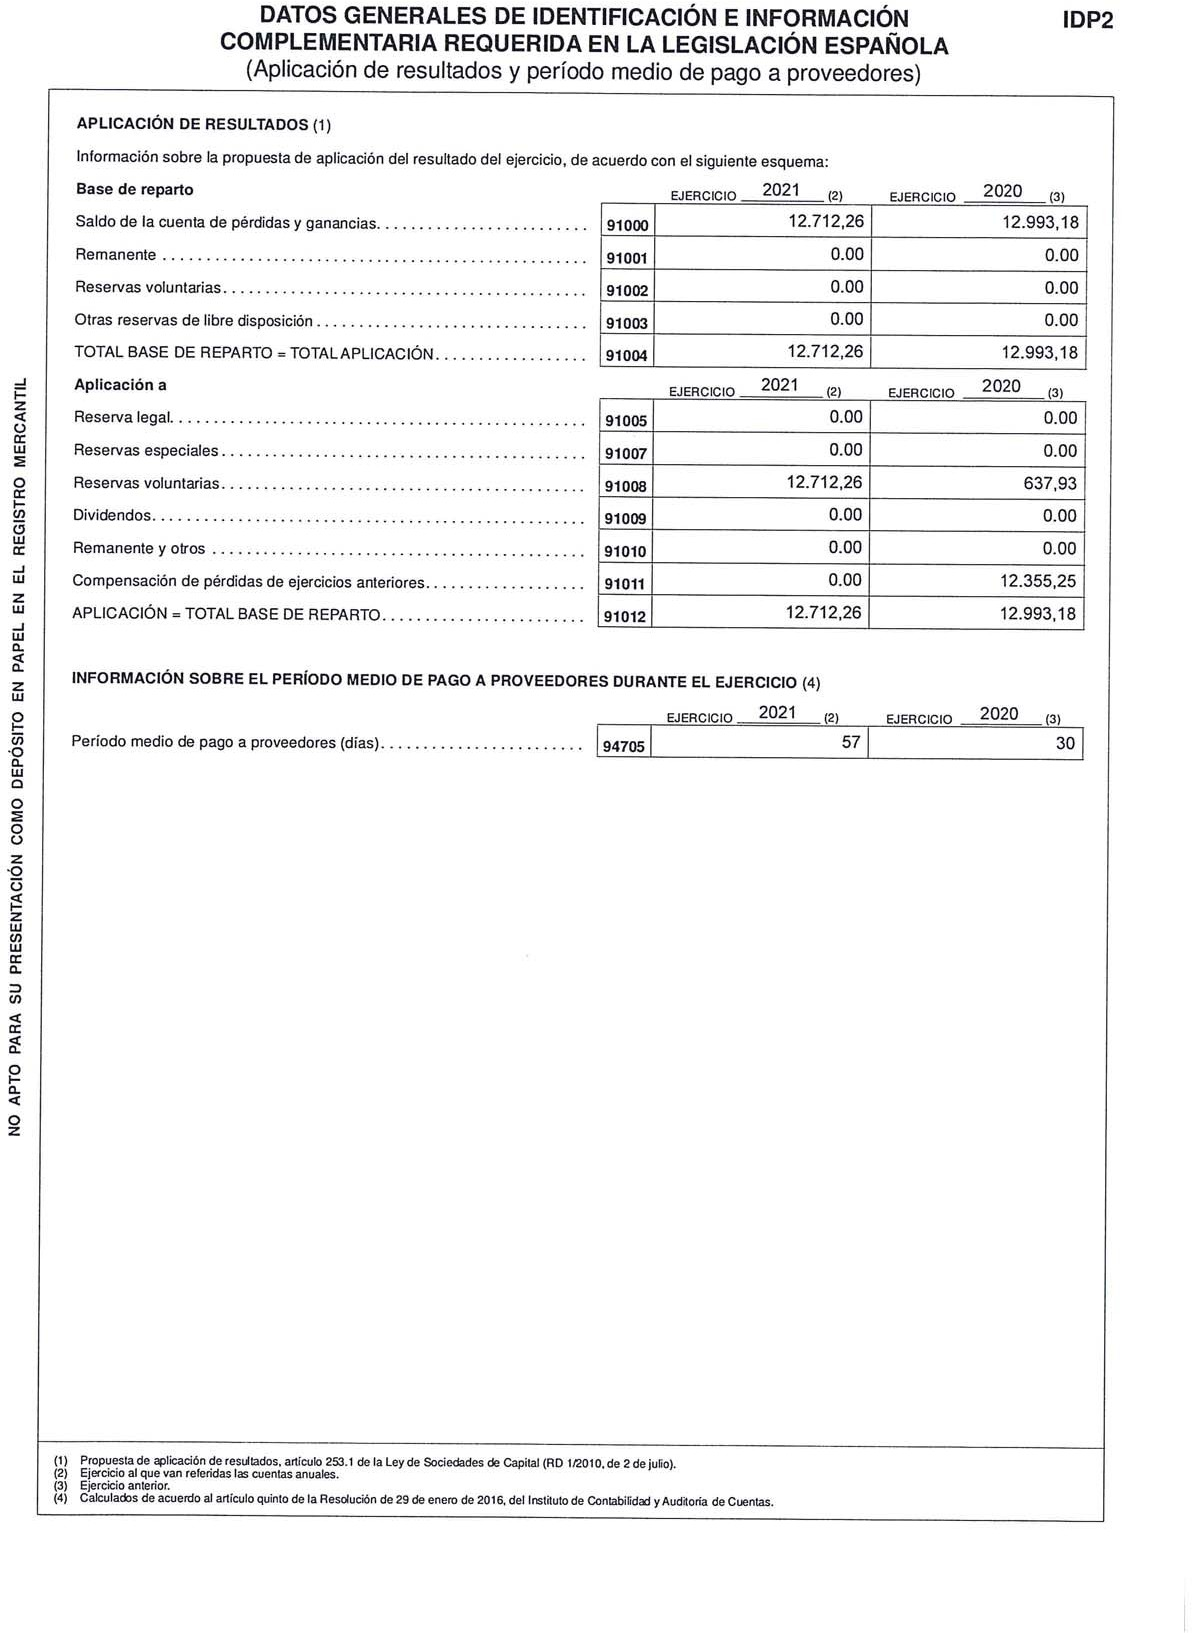 DATOS GENERALES DE IDENTIFICACIÓN E INFORMACIÓN IDP2
COMPLEMENTARIA REQUERIDA EN LA LEGISLACIÓN ESPAÑOLA
(Aplicación de resultados y período medio de pago a proveedores)
APLICACIÓN DE RESULTADOS (1)
Información sobre la propuesta de aplicación del resultado del ejercicio, de acuerdo con el siguiente esquema:
Base de reparto EJERCICIO 2021 (2) EJERCICIO 2020 (3)
Saldo de la cuenta de pérdidas y ganancias. 91000 12.712,26 12.993,18
Remanente 91001 0.00 0.00
Reservas voluntarias. 91002 0.00 0.00
Otras reservas de libre disposición 91003 0.00 0.00
TOTAL BASE DE REPARTO = TOTAL APLICACIÓN. 91004 12.712,26 12.993,18
Aplicación a EJERCICIO 2021 (2) EJERCICIO 2020 (3)
Reserva legal. 91005 0.00 0.00
Reservas especiales 91007 0.00 0.00
Reservas voluntarias. 91008 12.712,26 637,93
Dividendos. 91009 0.00 0.00
Remanente y otros 91010 0.00 0.00
Compensación de pérdidas de ejercicios anteriores. 91011 0.00 12.355,25
APLICACIÓN = TOTAL BASE DE REPARTO. 91012 12.712,26 12.993,18
INFORMACIÓN SOBRE EL PERÍODO MEDIO DE PAGO A PROVEEDORES DURANTE EL EJERCICIO (4)
EJERCICIO 2021 (2) EJERCICIO 2020 (3)
Período medio de pago a proveedores (días). 94705 57 30
NO APTO PARA SU PRESENTACIÓN COMO DEPÓSITO EN PAPEL EN EL REGISTRO MERCANTIL
(1) Propuesta de aplicación de resultados, artículo 253.1 de la Ley de Sociedades de Capital (RD 1/2010, de 2 de julio).
(2) Ejercicio al que van referidas las cuentas anuales.
(3) Ejercicio anterior.
(4) Calculados de acuerdo al artículo quinto de la Resolución de 29 de enero de 2016, del Instituto de Contabilidad y Auditoría de Cuentas.